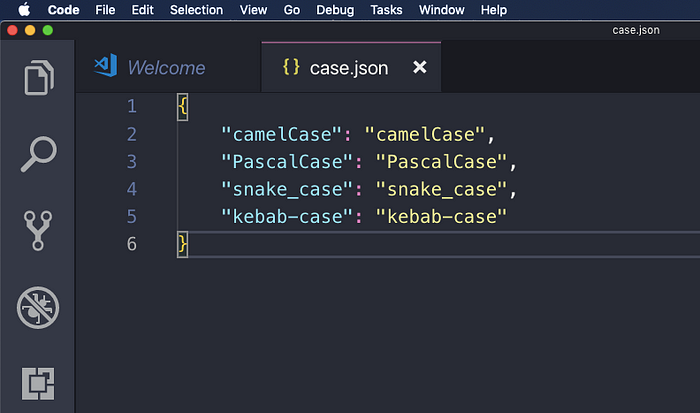 Code File Edit Selection View Go Debug Tasks Window Help
case.json
Welcome {} case.json ×
1 {
2 "camelCase": "camelCase",
3 "PascalCase": "PascalCase",
4 "snake_case": "snake_case",
5 "kebab-case": "kebab-case"
6 }